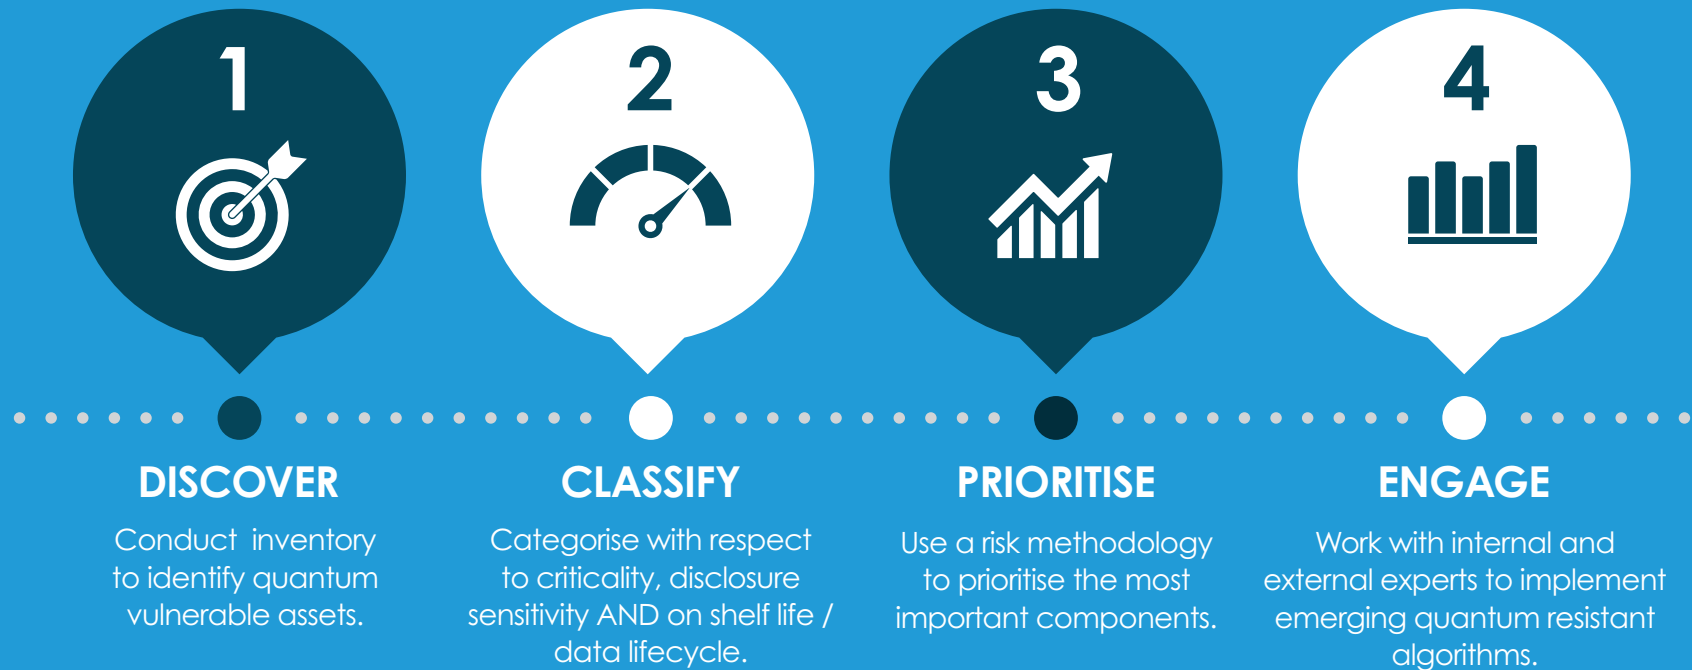 1
DISCOVER
Conduct inventory
to identify quantum
vulnerable assets.
2
CLASSIFY
Categorise with respect
to criticality, disclosure
sensitivity AND on shelf life /
data lifecycle.
3
PRIORITISE
Use a risk methodology
to prioritise the most
important components.
4
ENGAGE
Work with internal and
external experts to implement
emerging quantum resistant
algorithms.